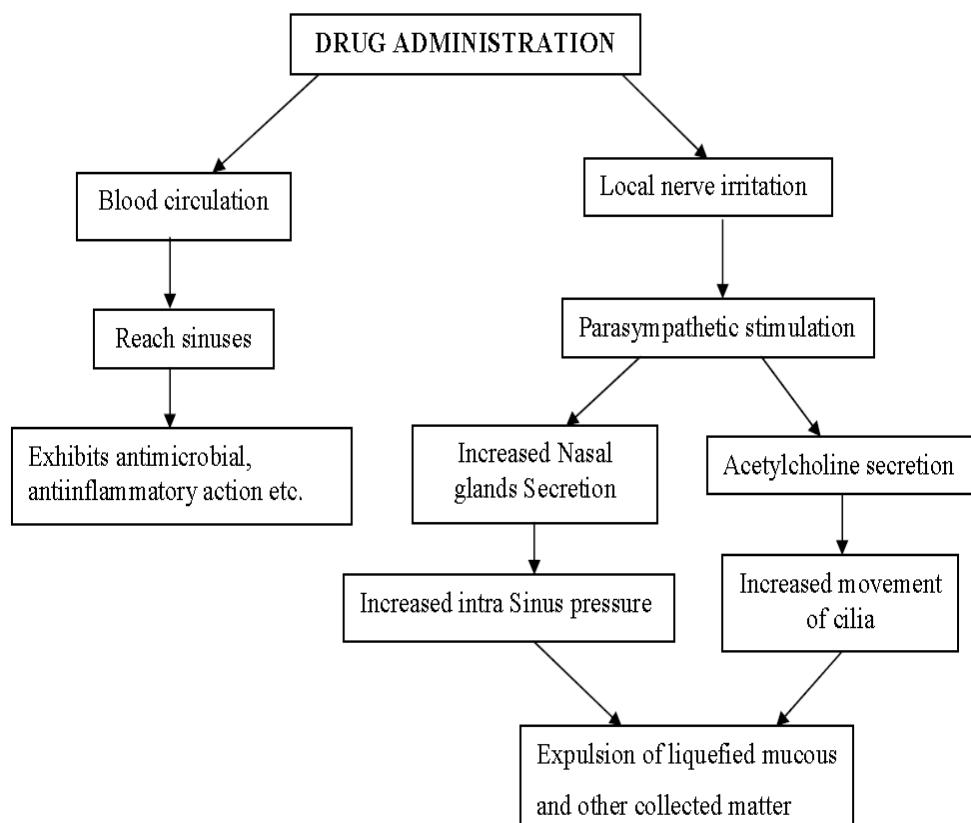 DRUG ADMINISTRATION
Blood circulation
Local nerve irritation
Reach sinuses
Parasympathetic stimulation
Exhibits antimicrobial,
antiinflammatory action etc.
Increased Nasal
glands Secretion
Acetylcholine secretion
Increased intra Sinus pressure
Increased movement
of cilia
Expulsion of liquefied mucous
and other collected matter